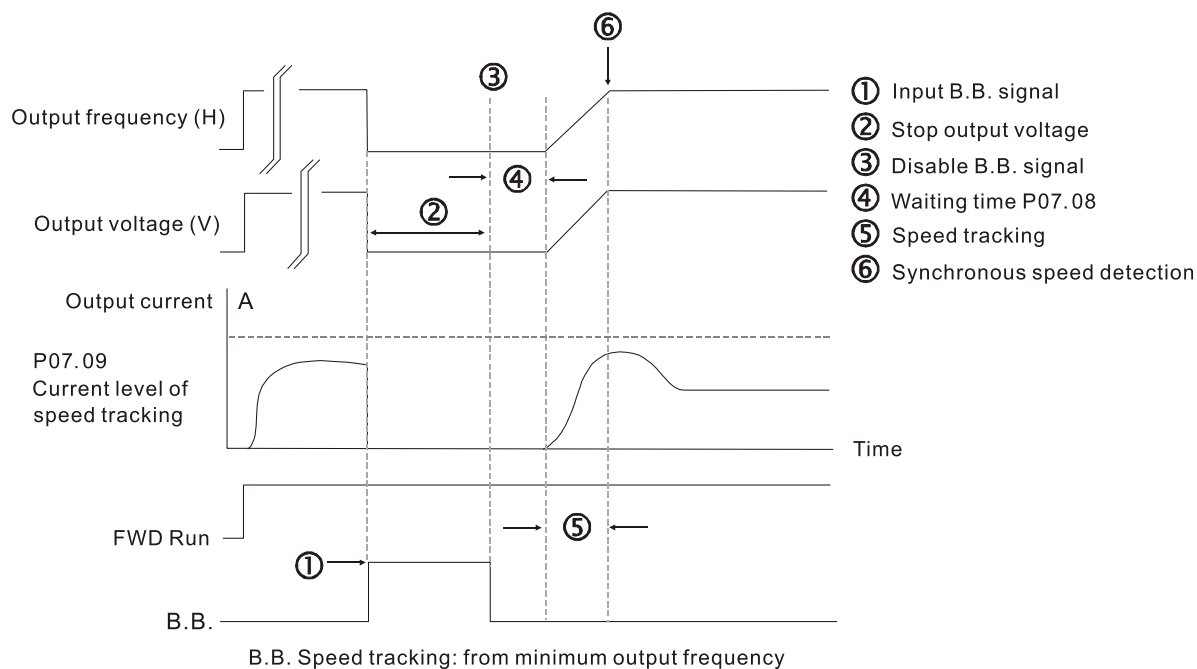 ⑥
③
Output frequency (H)
① Input B.B. signal
② Stop output voltage
③ Disable B.B. signal
④ Waiting time P07.08
⑤ Speed tracking
⑥ Synchronous speed detection
④
②
Output voltage (V)
Output current A
P07.09
Current level of
speed tracking
Time
⑤
FWD Run
①
B.B.
B.B. Speed tracking: from minimum output frequency